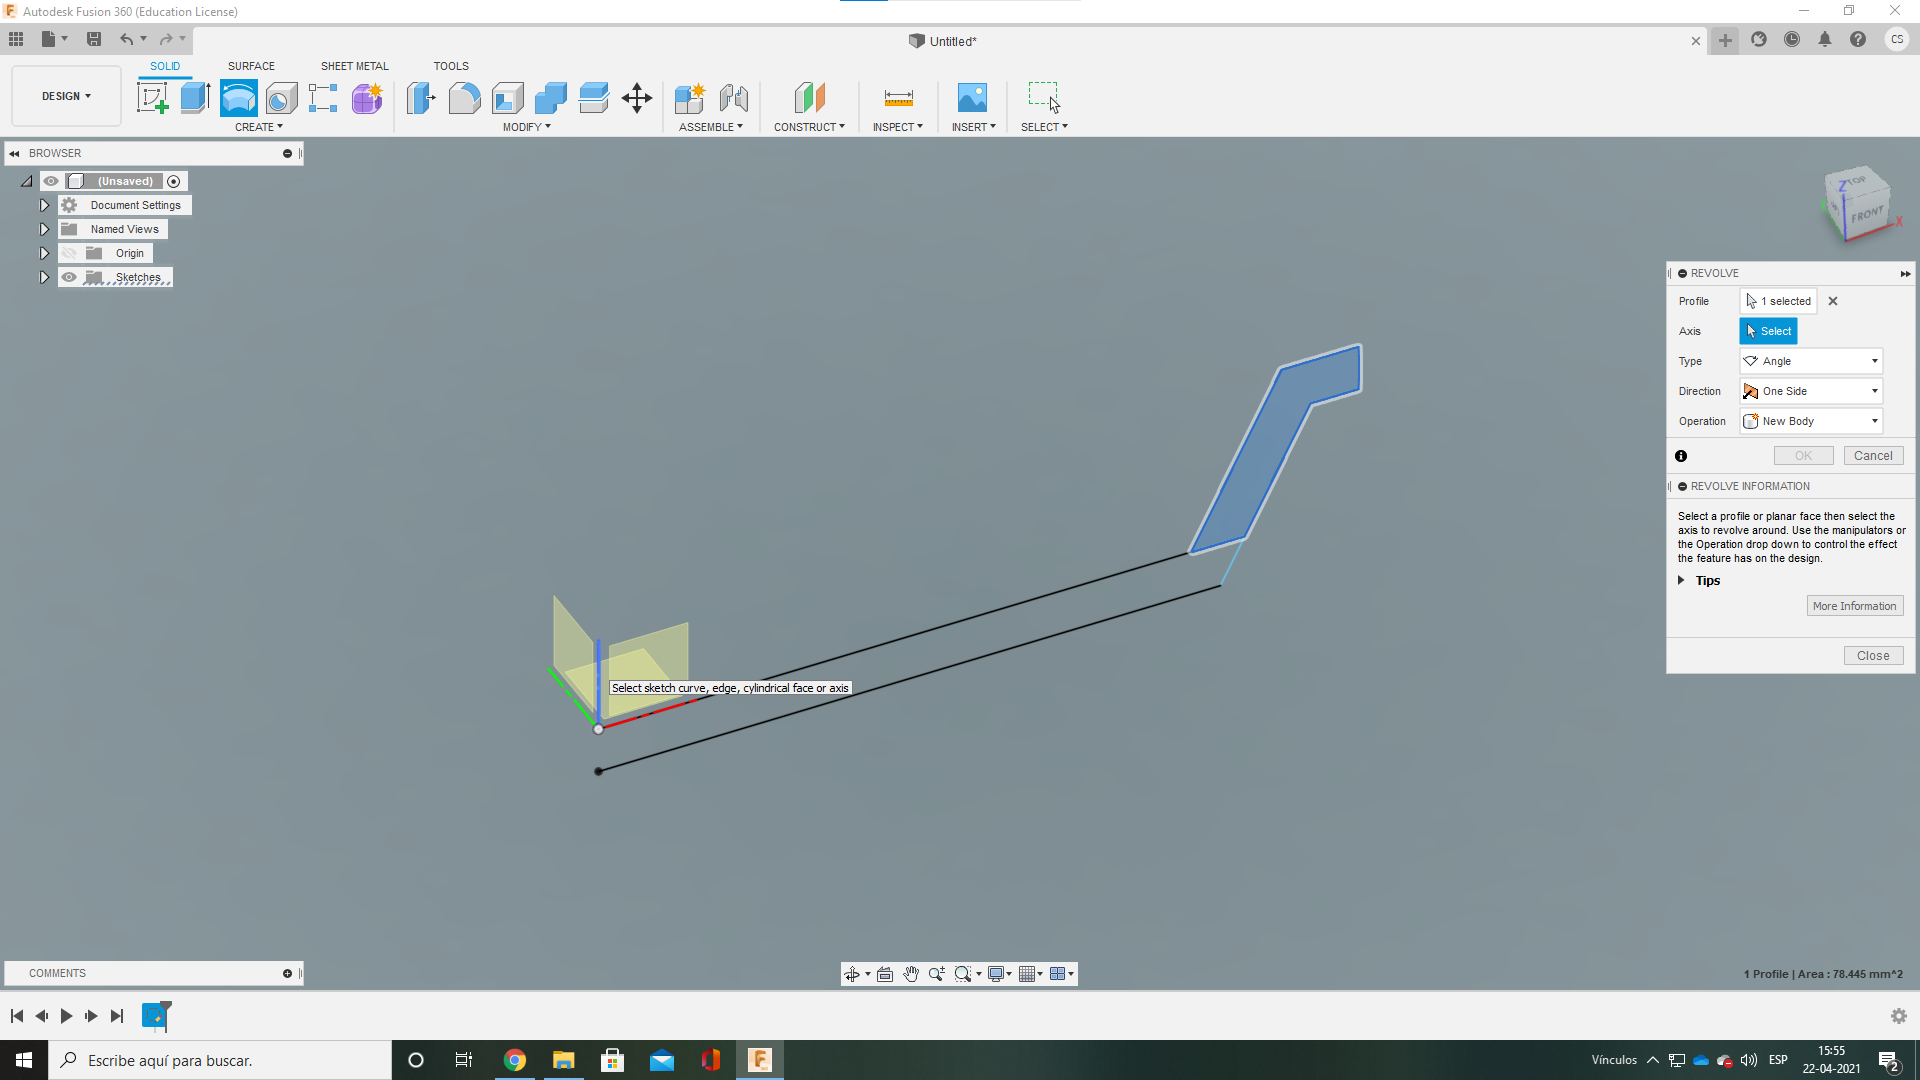 Autodesk Fusion 360 (Education License)
Untitled*
CS
DESIGN
SOLID
SURFACE
SHEET METAL
TOOLS
CREATE
MODIFY
ASSEMBLE
CONSTRUCT
INSPECT
INSERT
SELECT
BROWSER
(Unsaved)
Document Settings
Named Views
Origin
Sketches
TOP
FRONT
Z
X
REVOLVE
Profile
1 selected
Axis
Select
Type
Angle
Direction
One Side
Operation
New Body
OK
Cancel
REVOLVE INFORMATION
Select a profile or planar face then select the
axis to revolve around. Use the manipulators or
the Operation drop down to control the effect
the feature has on the design.
Tips
More Information
Close
Select sketch curve, edge, cylindrical face or axis
COMMENTS
1 Profile | Area : 78.445 mm^2
Escribe aquí para buscar.
Vínculos
ESP
15:55
22-04-2021
2